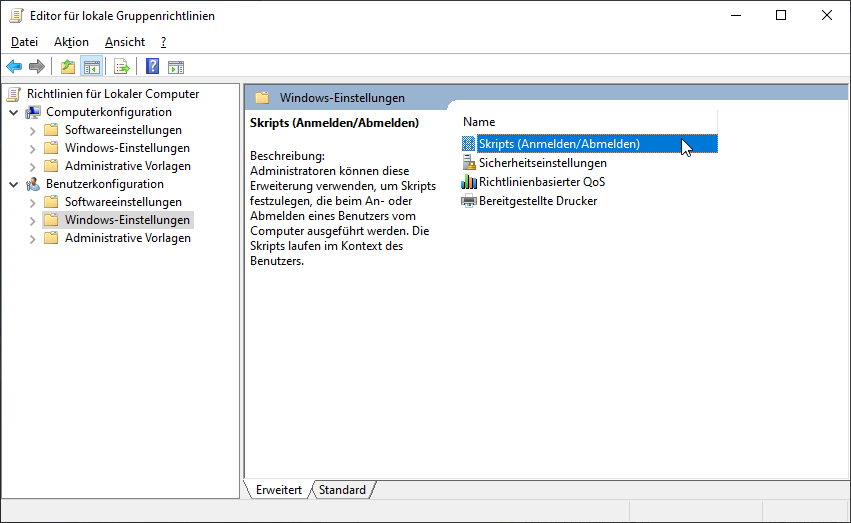 Editor für lokale Gruppenrichtlinien
Datei Aktion Ansicht ?
Richtlinien für Lokaler Computer
Computerkonfiguration
Softwareeinstellungen
Windows-Einstellungen
Administrative Vorlagen
Benutzerkonfiguration
Softwareeinstellungen
Windows-Einstellungen
Administrative Vorlagen
Windows-Einstellungen
Skripts (Anmelden/Abmelden)
Beschreibung:
Administratoren können diese
Erweiterung verwenden, um Skripts
festzulegen, die beim An- oder
Abmelden eines Benutzers vom
Computer ausgeführt werden. Die
Skripts laufen im Kontext des
Benutzers.
Name
Skripts (Anmelden/Abmelden)
Sicherheitseinstellungen
Richtlinienbasierter QoS
Bereitgestellte Drucker
Erweitert Standard